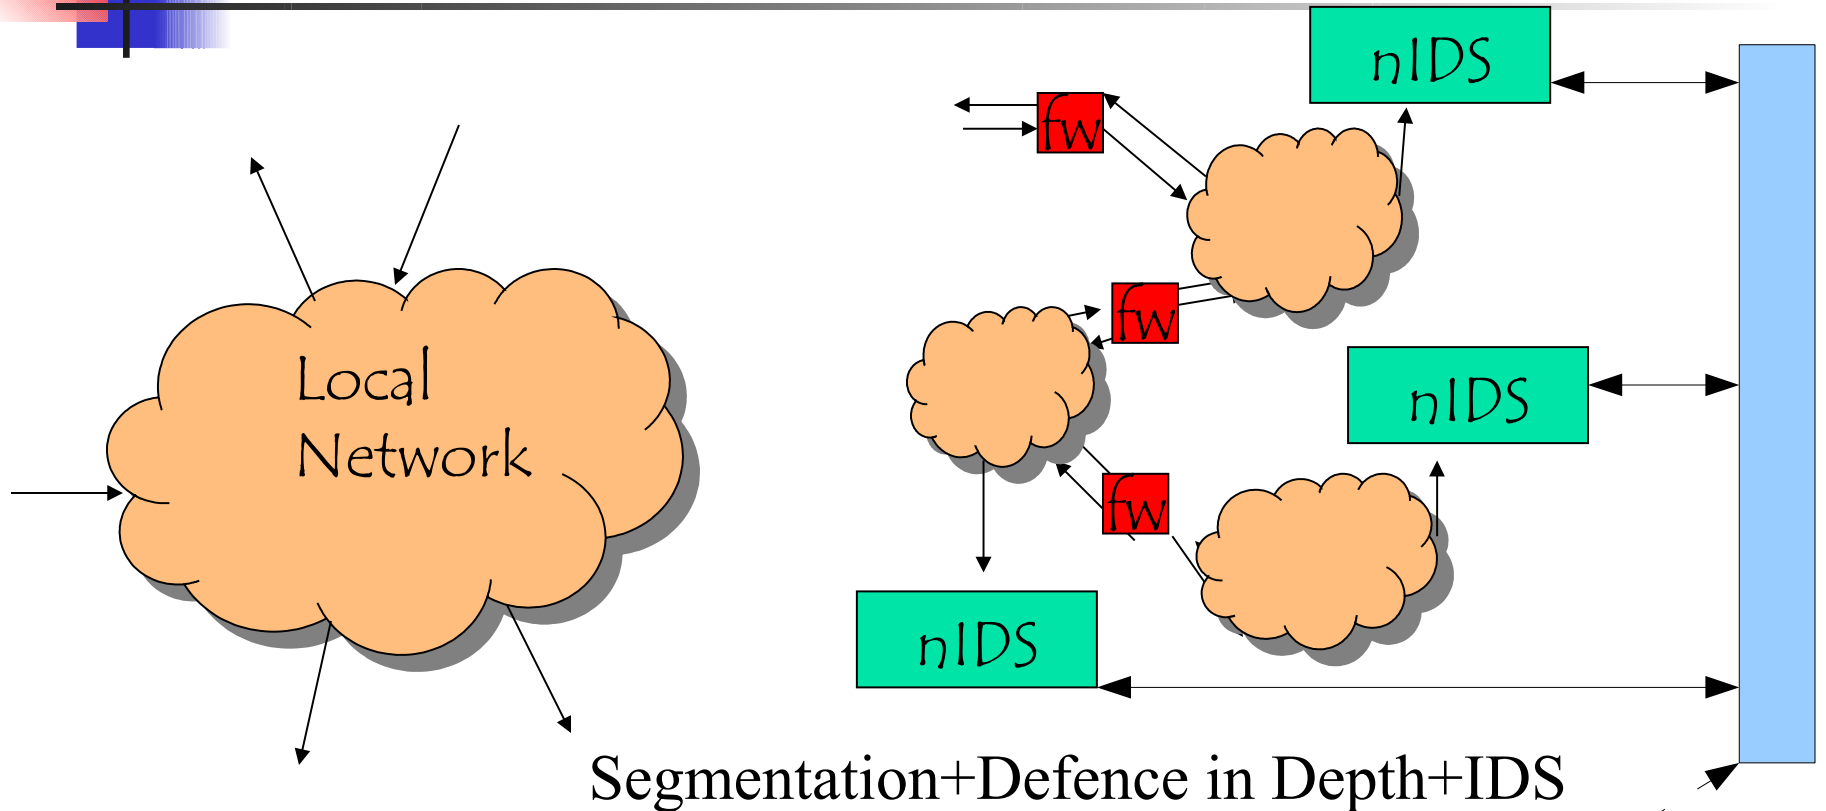 nIDS
fw
fw
Local
Network
nIDS
fw
nIDS
Segmentation+Defence in Depth+IDS